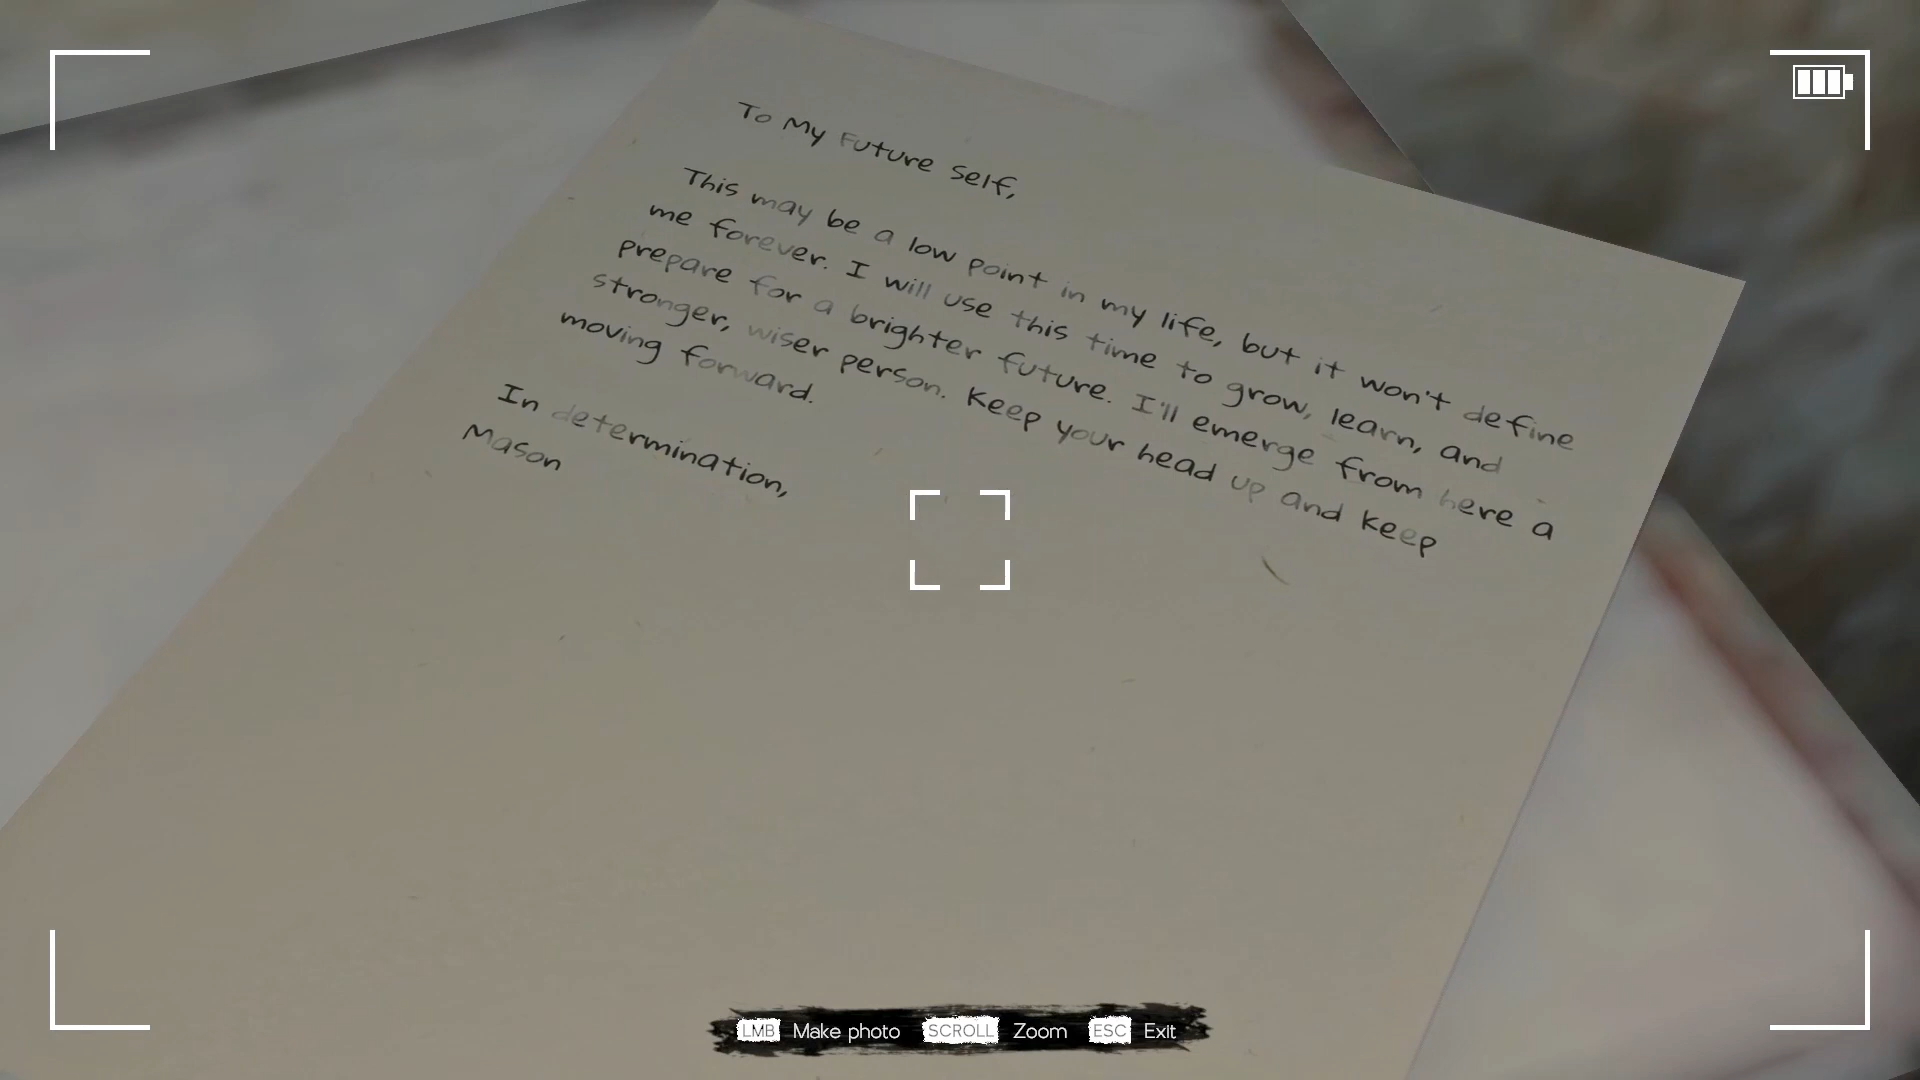 To My Future Self,
This may be a low point in my life, but it won't define
me forever. I will use this time to grow, learn, and
prepare for a brighter future. I'll emerge from here a
stronger, wiser person. Keep your head up and keep
moving forward.
In determination,
Mason
LMB Make photo SCROLL Zoom ESC Exit